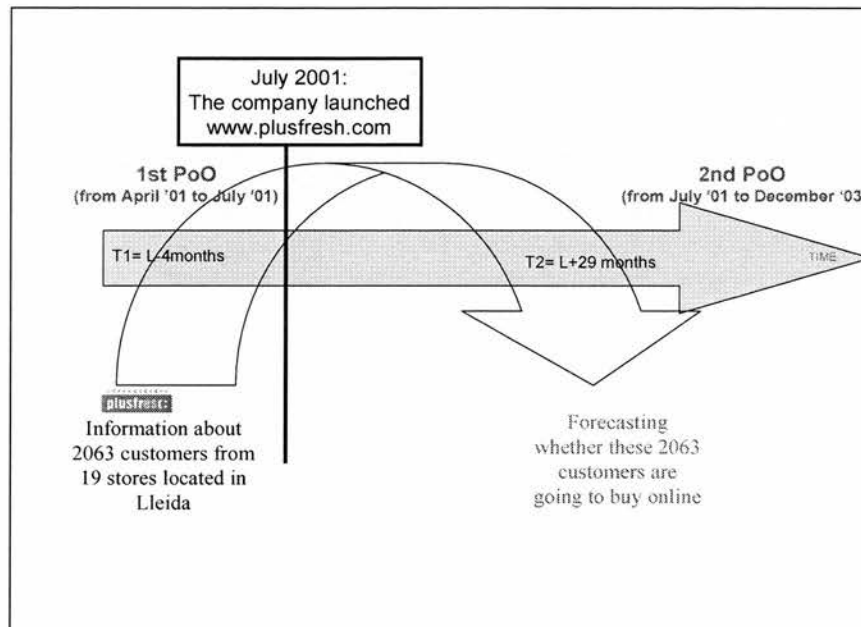 July 2001:
The company launched
www.plusfresh.com
1st PoO
(from April '01 to July '01)
2nd PoO
(from July '01 to December '03)
T1= L-4months
T2= L+29 months
TIME
plusfresc:
Information about
2063 customers from
19 stores located in
Lleida
Forecasting
whether these 2063
customers are
going to buy online